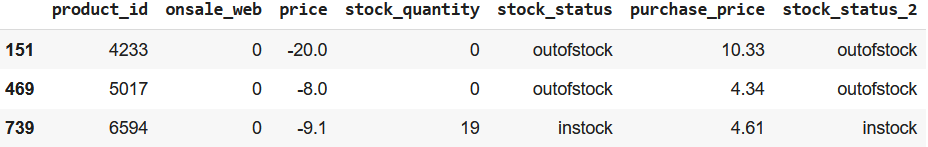 product_id onsale_web price stock_quantity stock_status purchase_price stock_status_2
151 4233 0 -20.0 0 outofstock 10.33 outofstock
469 5017 0 -8.0 0 outofstock 4.34 outofstock
739 6594 0 -9.1 19 instock 4.61 instock